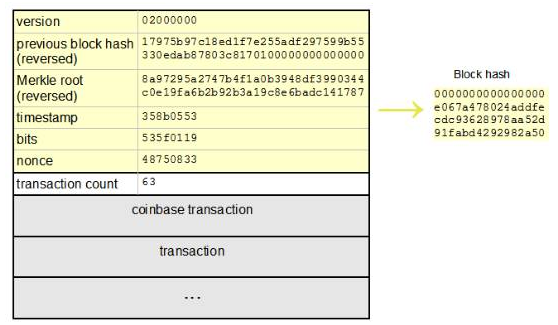 version 02000000
previous block hash (reversed) 17975b97c18ed1f7e255adf297599b55
330edab87803c8170100000000000000
Merkle root (reversed) 8a97295a2747b4f1a0b3948df3990344
c0e19fa6b2b92b3a19c8e6badc141787
timestamp 358b0553
bits 535f0119
nonce 48750833
transaction count 63
coinbase transaction
transaction
...
Block hash
0000000000000000
e067a478024addfe
cdc93628978aa52d
91fabd4292982a50